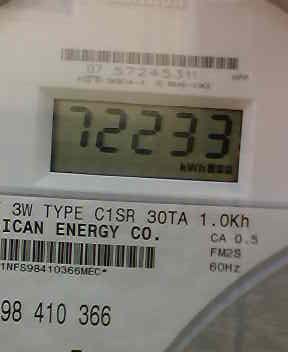 07 57245311
72233
kWh
3W TYPE C1SR 30TA 1.0Kh
ICAN ENERGY CO.
CA 0.5
FM2S
60Hz
1NFS98410366MEC*
98 410 366